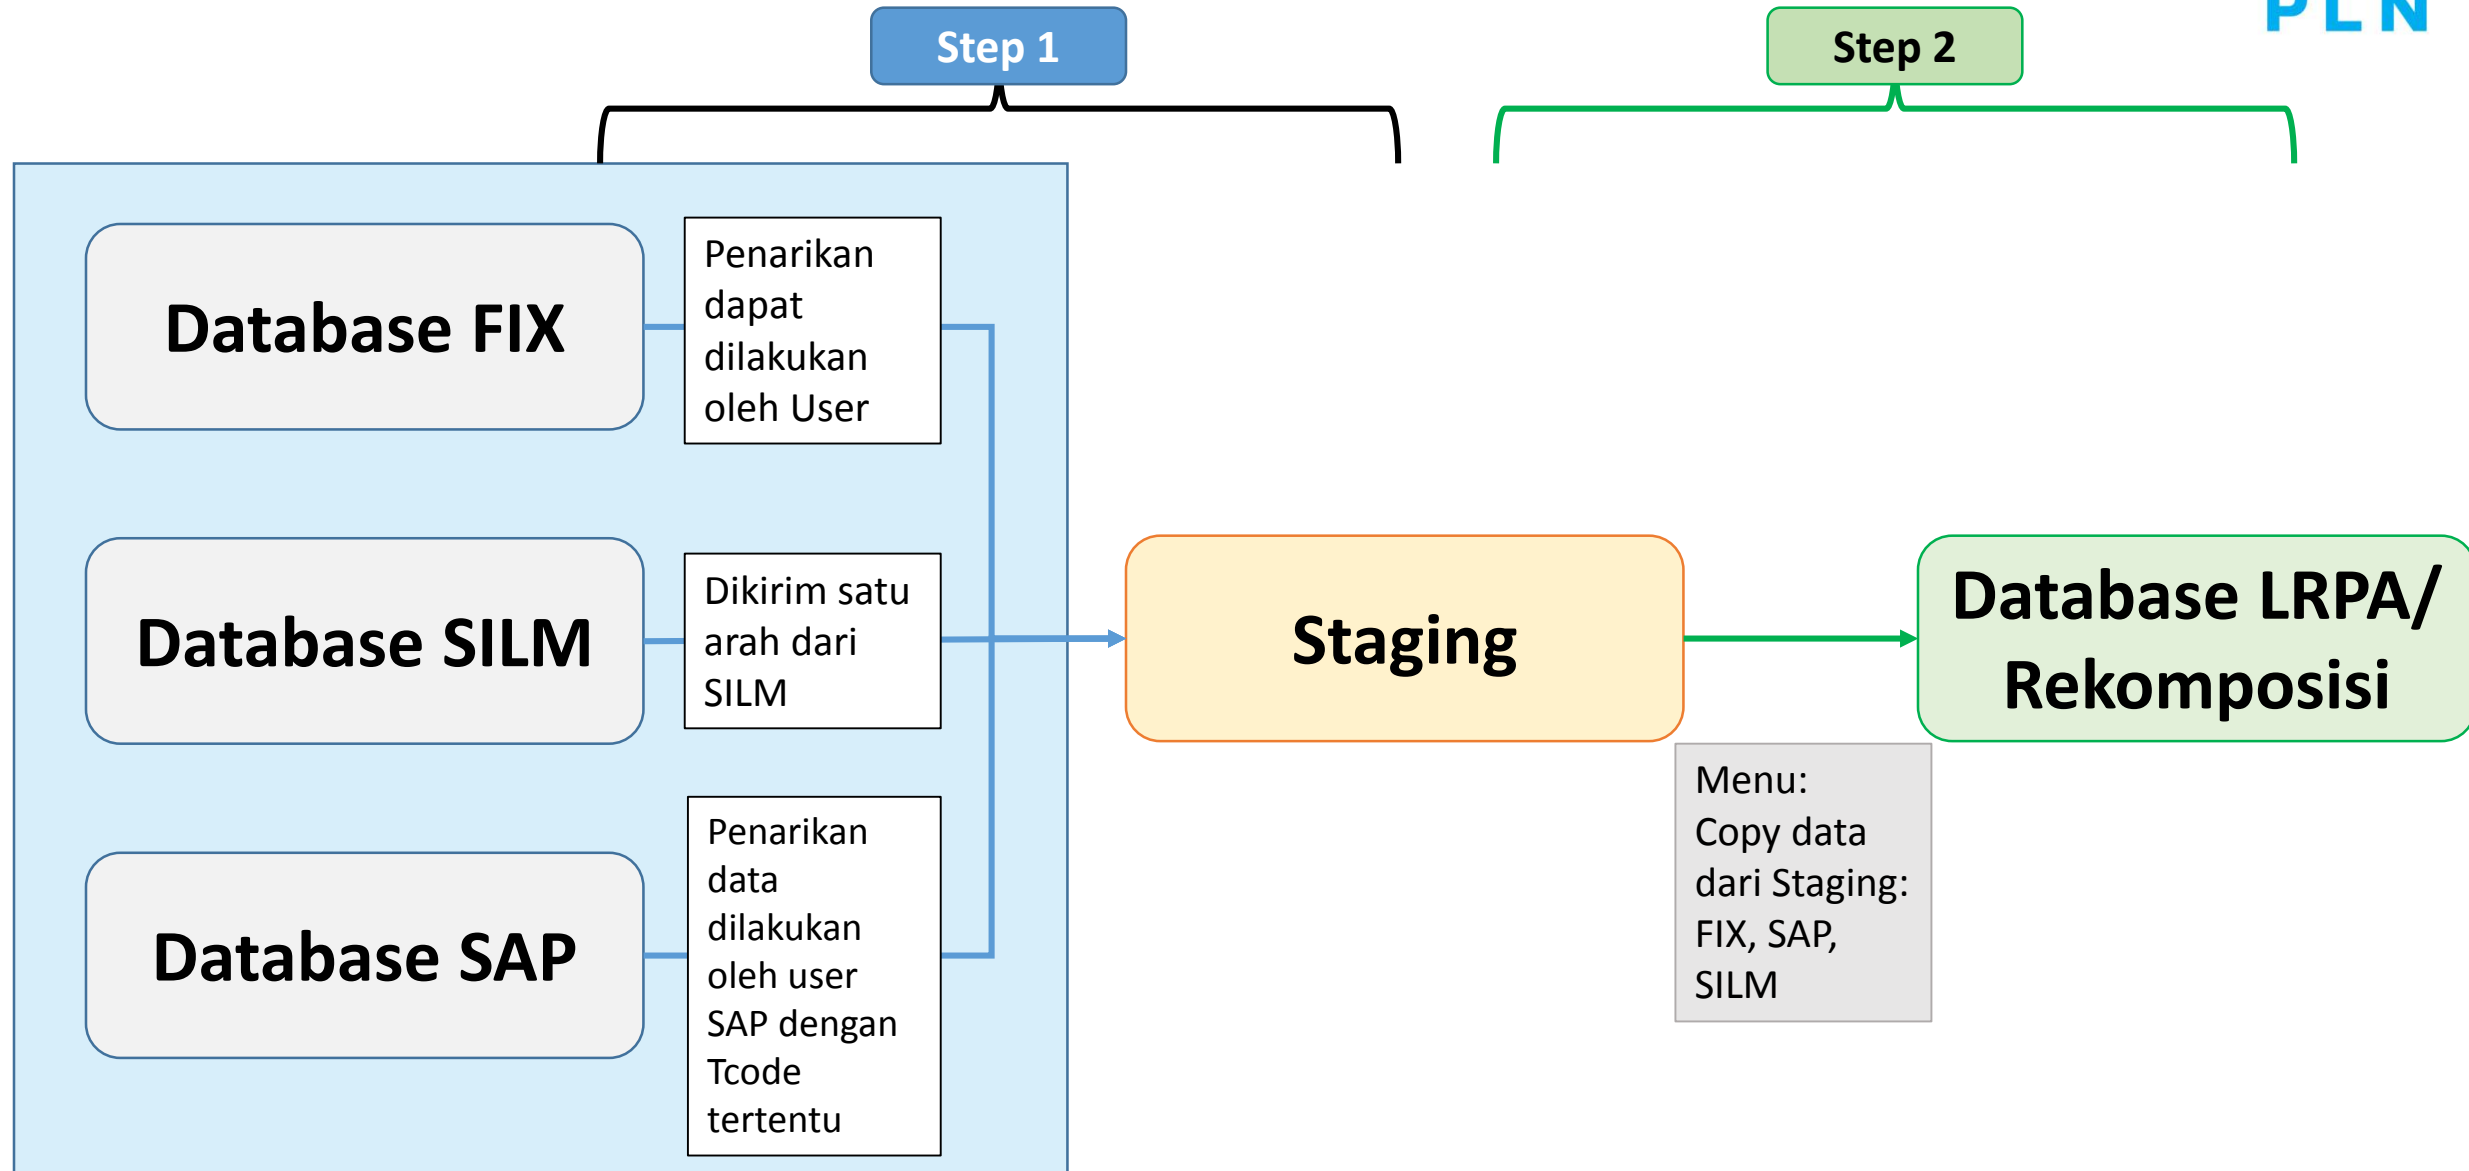 PLN
Step 1
Step 2
Database FIX
Penarikan
dapat
dilakukan
oleh User
Database SILM
Dikirim satu
arah dari
SILM
Database SAP
Penarikan
data
dilakukan
oleh user
SAP dengan
Tcode
tertentu
Staging
Database LRPA/
Rekomposisi
Menu:
Copy data
dari Staging:
FIX, SAP,
SILM